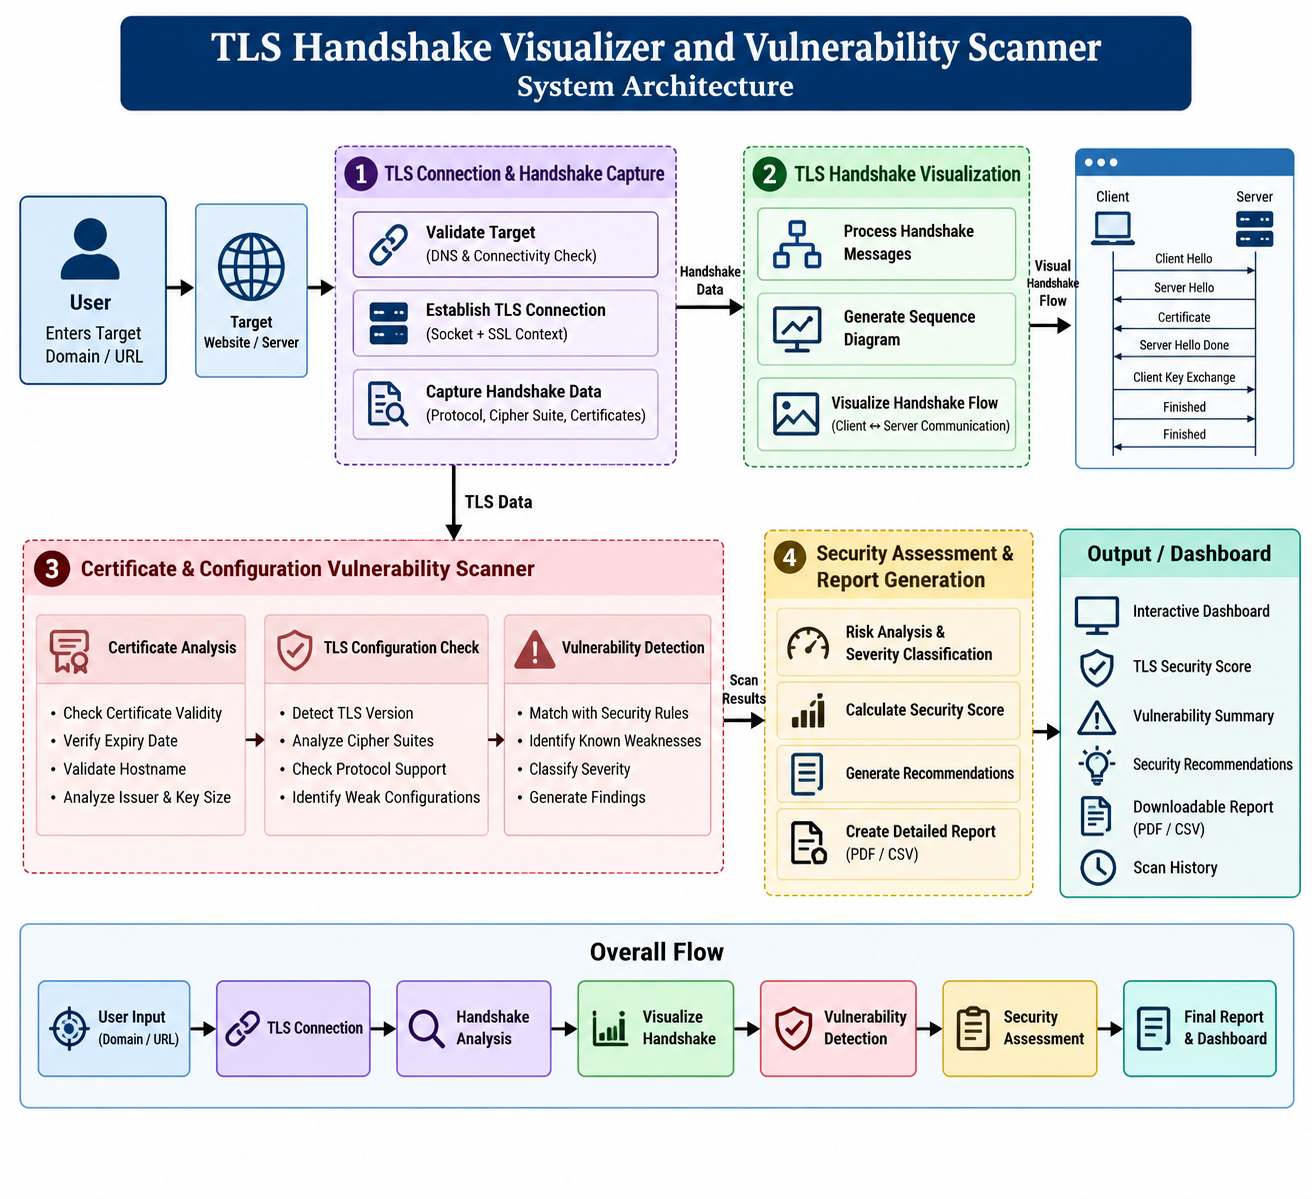 TLS Handshake Visualizer and Vulnerability Scanner
System Architecture
User
Enters Target
Domain / URL
Target
Website / Server
1 TLS Connection & Handshake Capture
Validate Target
(DNS & Connectivity Check)
Establish TLS Connection
(Socket + SSL Context)
Capture Handshake Data
(Protocol, Cipher Suite, Certificates)
Handshake
Data
2 TLS Handshake Visualization
Process Handshake
Messages
Generate Sequence
Diagram
Visualize Handshake Flow
(Client ↔ Server Communication)
Visual
Handshake
Flow
Client
Server
Client Hello
Server Hello
Certificate
Server Hello Done
Client Key Exchange
Finished
Finished
TLS Data
3 Certificate & Configuration Vulnerability Scanner
Certificate Analysis
• Check Certificate Validity
• Verify Expiry Date
• Validate Hostname
• Analyze Issuer & Key Size
TLS Configuration Check
• Detect TLS Version
• Analyze Cipher Suites
• Check Protocol Support
• Identify Weak Configurations
Vulnerability Detection
• Match with Security Rules
• Identify Known Weaknesses
• Classify Severity
• Generate Findings
Scan
Results
4 Security Assessment &
Report Generation
Risk Analysis &
Severity Classification
Calculate Security Score
Generate Recommendations
Create Detailed Report
(PDF / CSV)
Output / Dashboard
Interactive Dashboard
TLS Security Score
Vulnerability Summary
Security Recommendations
Downloadable Report
(PDF / CSV)
Scan History
Overall Flow
User Input
(Domain / URL)
TLS Connection
Handshake
Analysis
Visualize
Handshake
Vulnerability
Detection
Security
Assessment
Final Report
& Dashboard